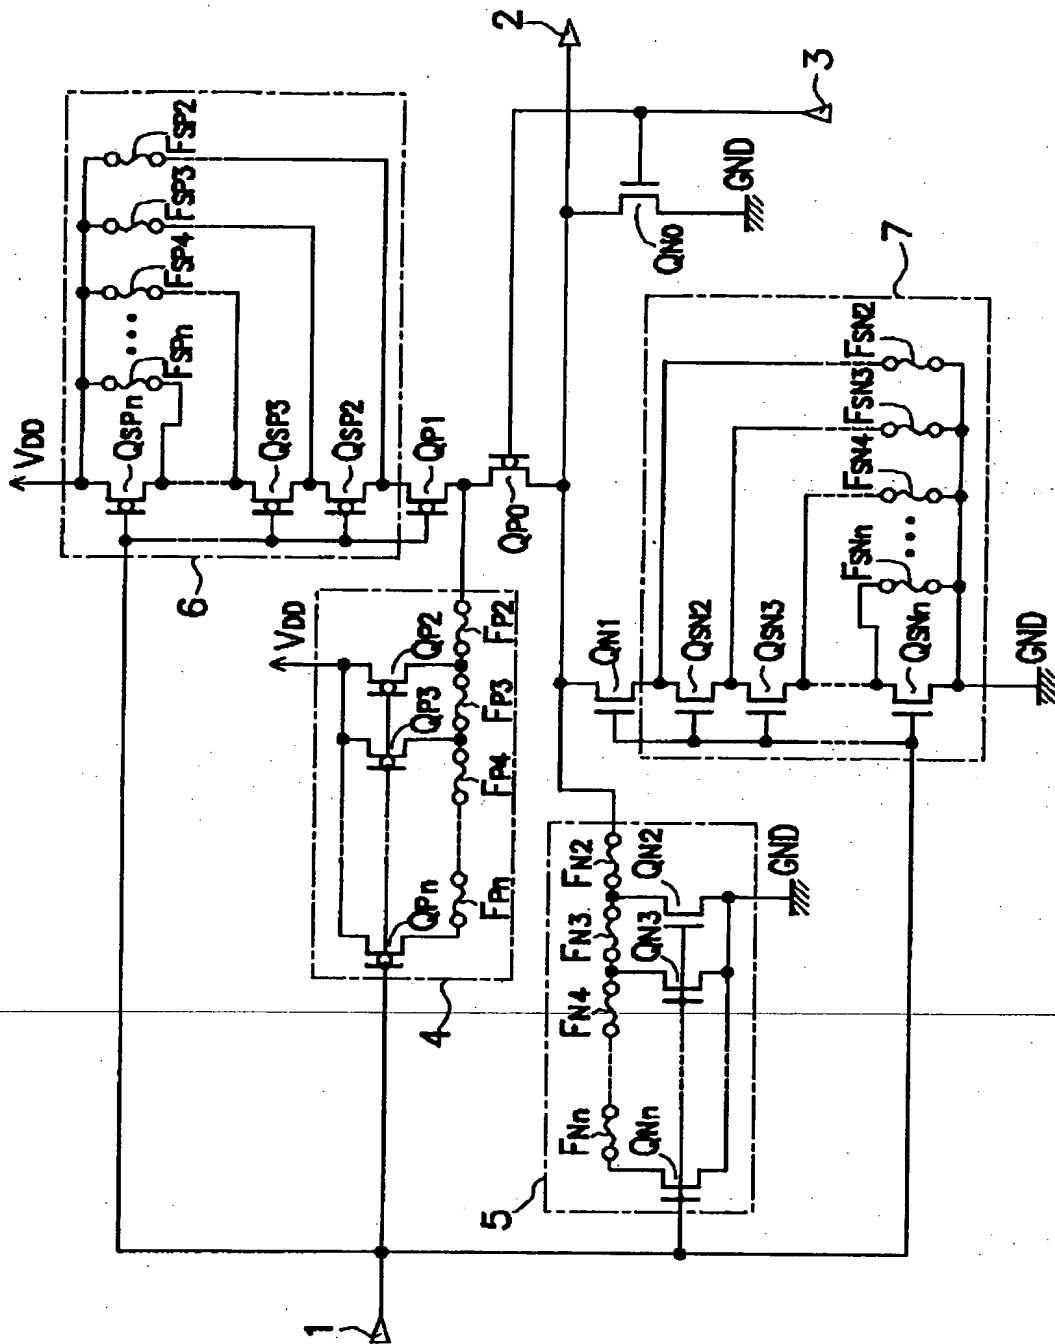 2
3
VDD
FSP2
FSP3
FSP4
FSPn
QSPn
QSP3
QSP2
QP1
QP0
6
QN0
GND
VDD
QP2
QP3
QPn
FP2
FP3
FP4
FPn
4
7
QN1
QSN2
QSN3
QSNn
FSN2
FSN3
FSN4
FSNn
GND
FN2
FN3
FN4
FNn
QN2
QN3
QNn
GND
5
1